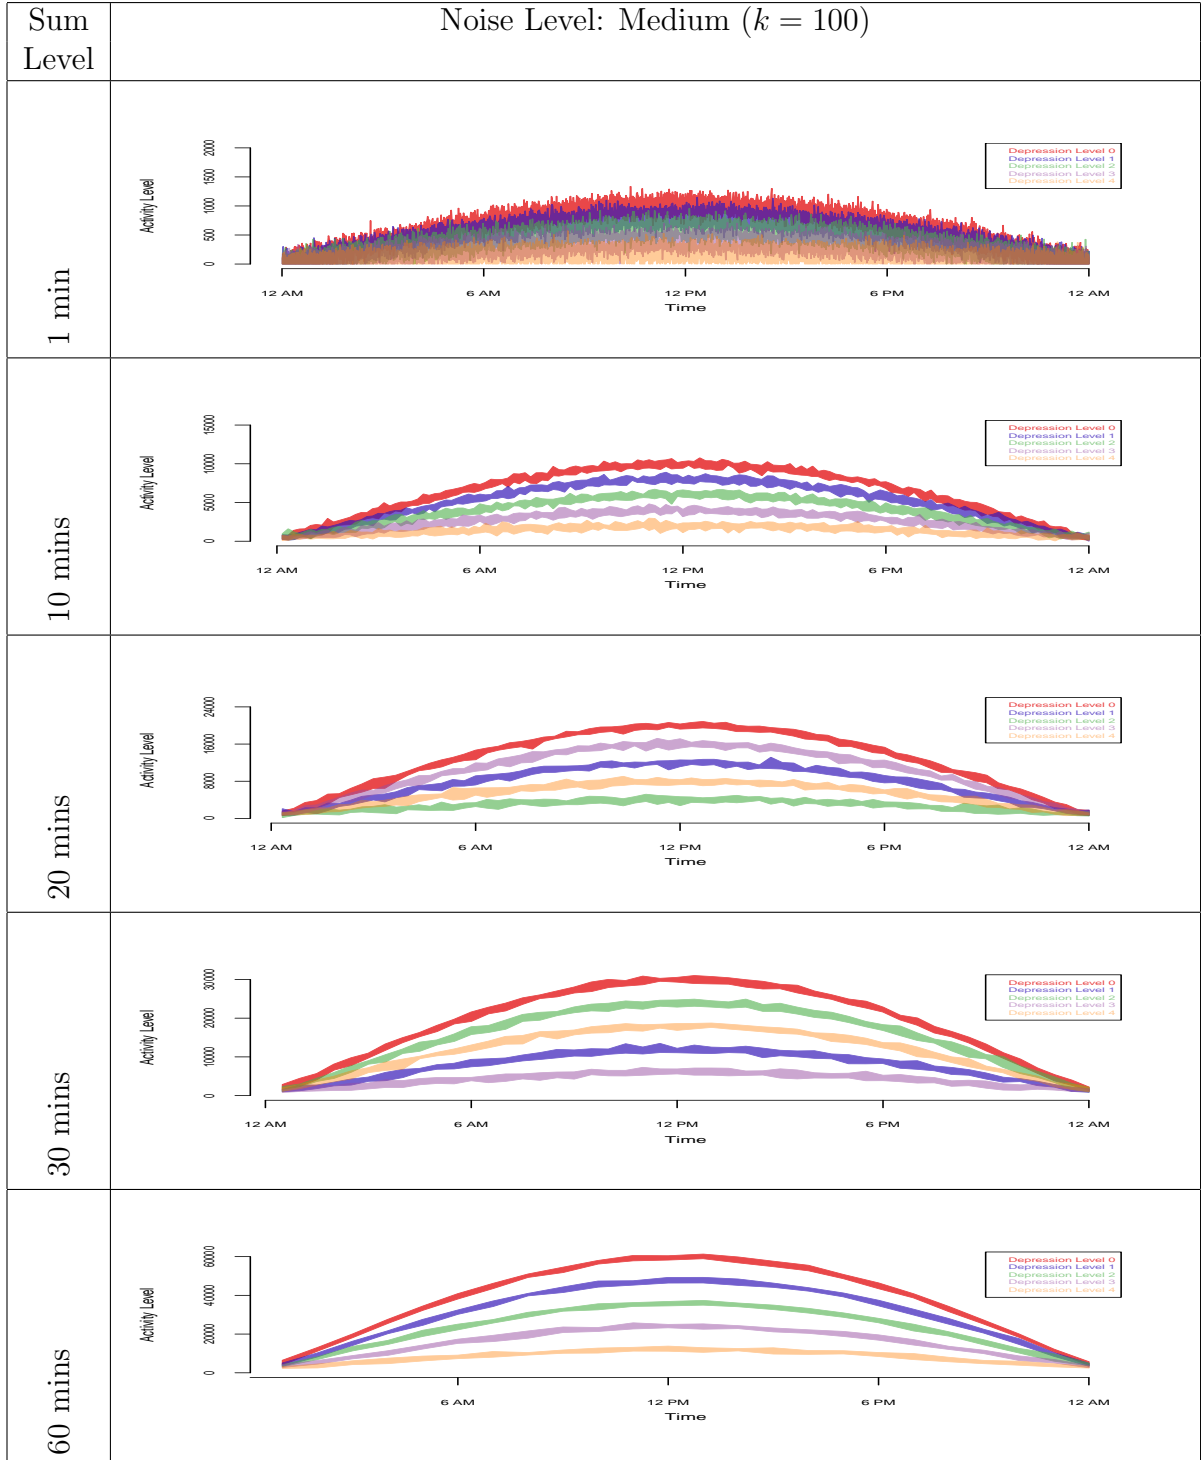 Sum Level
Noise Level: Medium (k = 100)
1 min
Activity Level
2000
1500
1000
500
0
Depression Level 0
Depression Level 1
Depression Level 2
Depression Level 3
Depression Level 4
12 AM 6 AM 12 PM 6 PM 12 AM
Time
10 mins
Activity Level
15000
10000
5000
0
Depression Level 0
Depression Level 1
Depression Level 2
Depression Level 3
Depression Level 4
12 AM 6 AM 12 PM 6 PM 12 AM
Time
20 mins
Activity Level
24000
16000
8000
0
Depression Level 0
Depression Level 1
Depression Level 2
Depression Level 3
Depression Level 4
12 AM 6 AM 12 PM 6 PM 12 AM
Time
30 mins
Activity Level
30000
20000
10000
0
Depression Level 0
Depression Level 1
Depression Level 2
Depression Level 3
Depression Level 4
12 AM 6 AM 12 PM 6 PM 12 AM
Time
60 mins
Activity Level
60000
40000
20000
0
Depression Level 0
Depression Level 1
Depression Level 2
Depression Level 3
Depression Level 4
6 AM 12 PM 6 PM 12 AM
Time